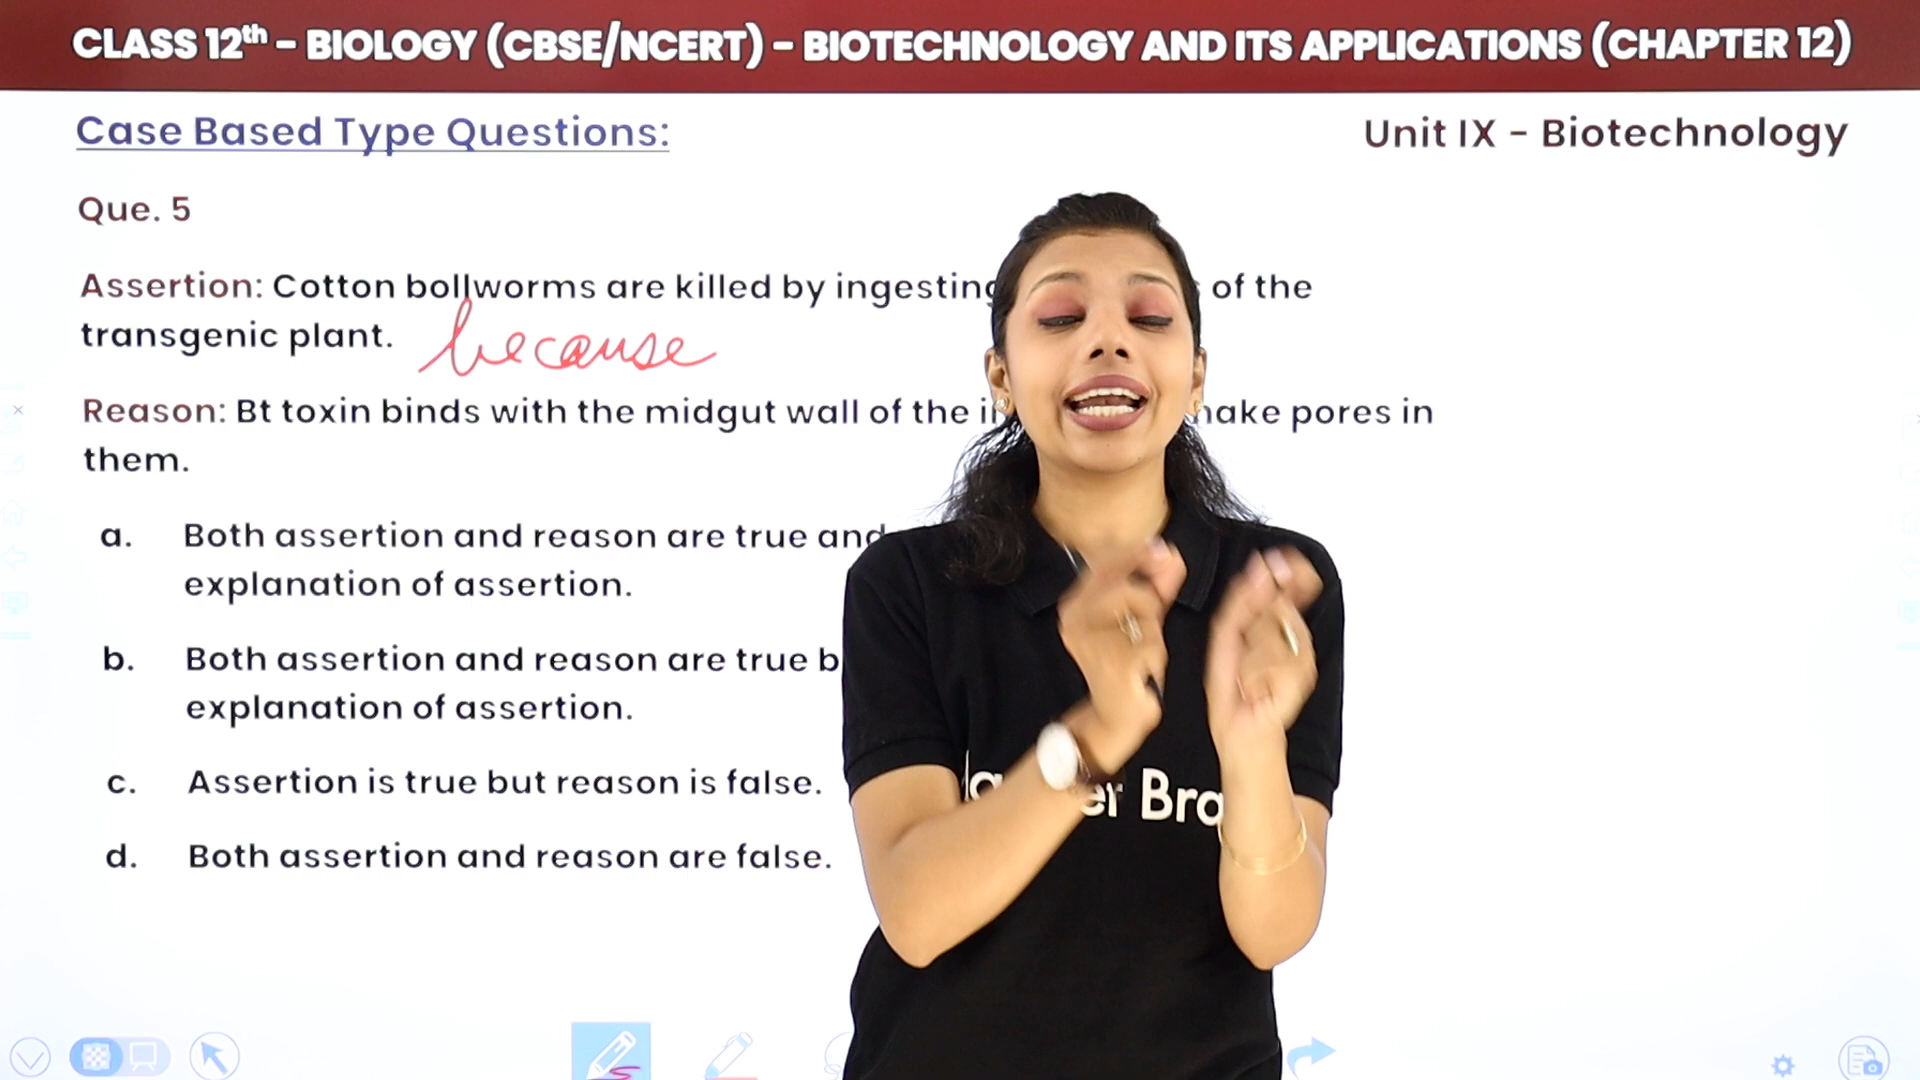 CLASS 12th – BIOLOGY (CBSE/NCERT) – BIOTECHNOLOGY AND ITS APPLICATIONS (CHAPTER 12)
Case Based Type Questions:
Unit IX – Biotechnology
Que. 5
Assertion: Cotton bollworms are killed by ingesting of the
transgenic plant. because
Reason: Bt toxin binds with the midgut wall of the make pores in
them.
a. Both assertion and reason are true and
explanation of assertion.
b. Both assertion and reason are true
explanation of assertion.
c. Assertion is true but reason is false.
d. Both assertion and reason are false.